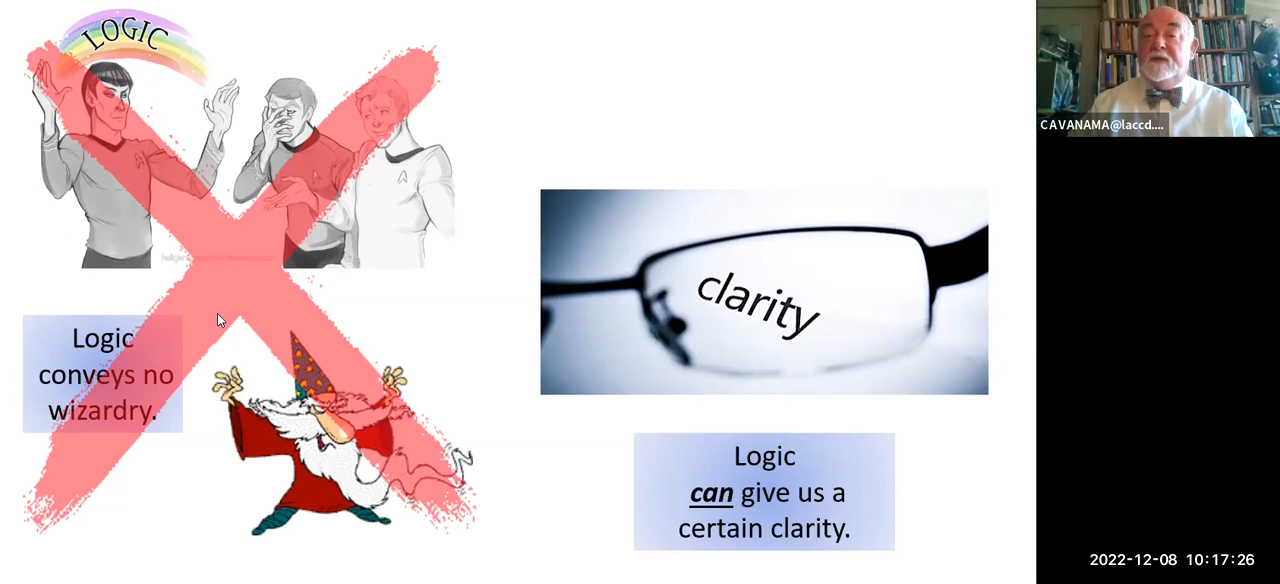 LOGIC
Logic
conveys no
wizardry.
clarity
Logic
can give us a
certain clarity.
CAVANAMA@laccd....
2022-12-08 10:17:26